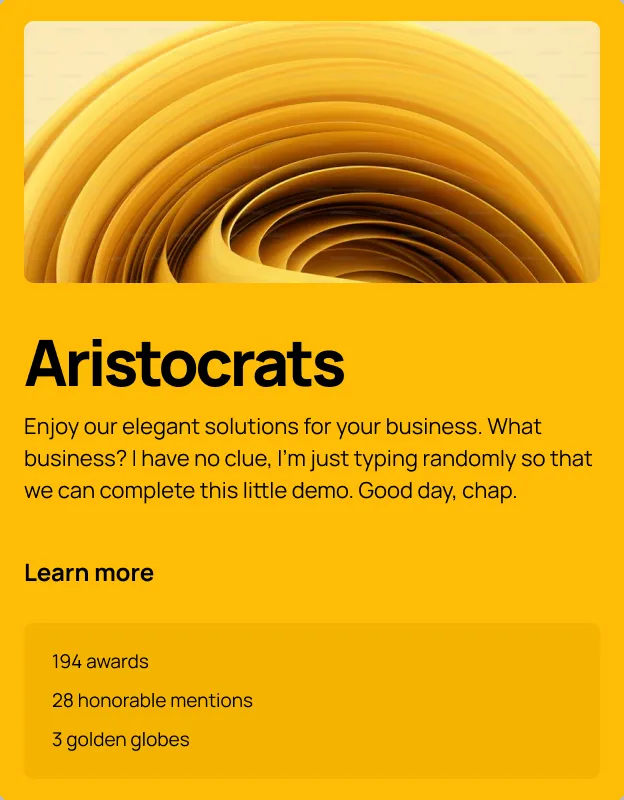 Aristocrats
Enjoy our elegant solutions for your business. What
business? I have no clue, I'm just typing randomly so that
we can complete this little demo. Good day, chap.
Learn more
194 awards
28 honorable mentions
3 golden globes